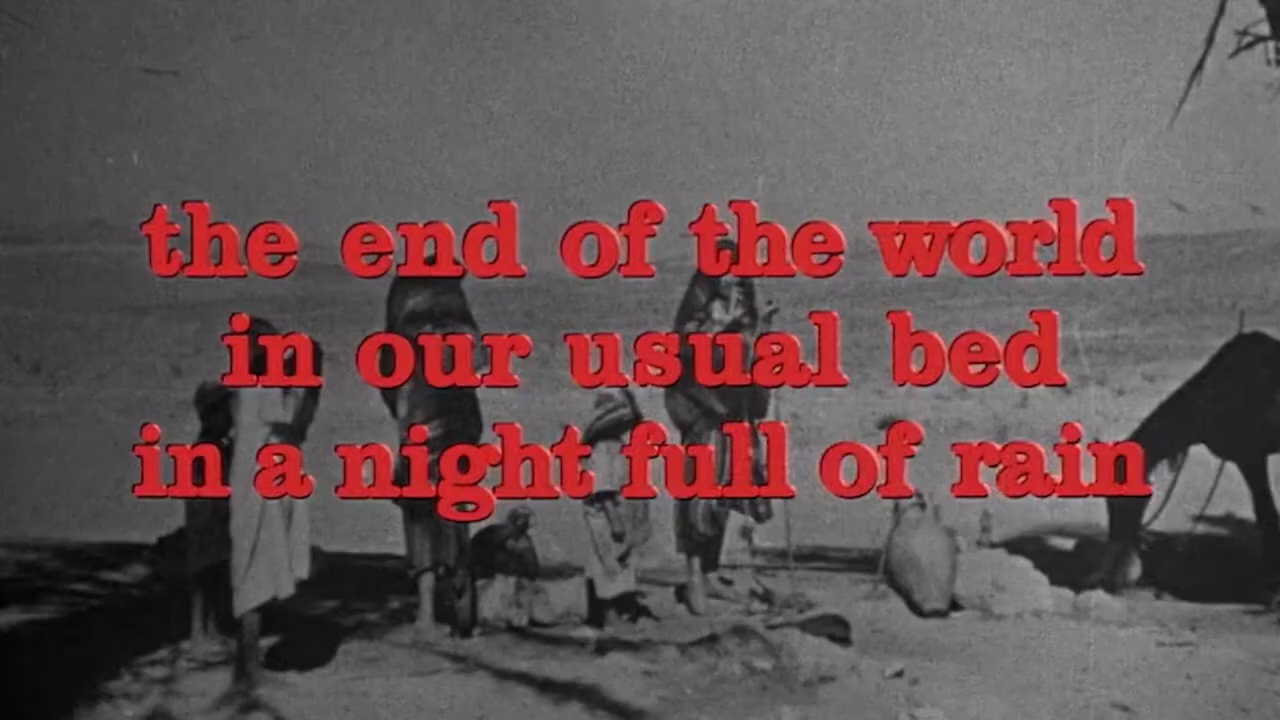 the end of the world
in our usual bed
in a night full of rain